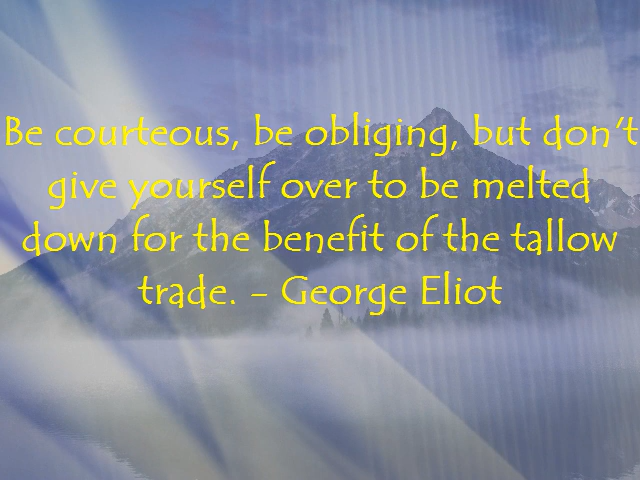 Be courteous, be obliging, but don't
give yourself over to be melted
down for the benefit of the tallow
trade. - George Eliot